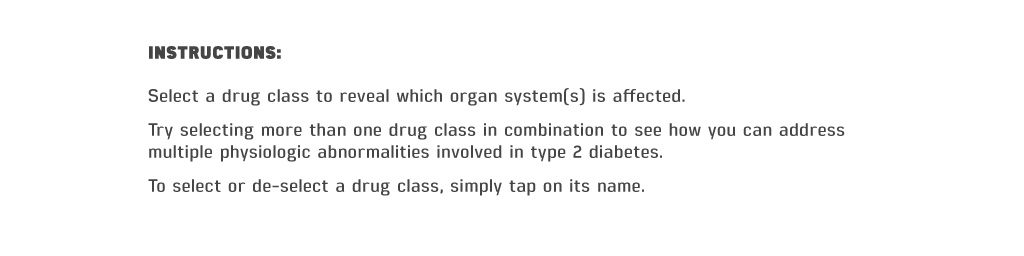 INSTRUCTIONS:
Select a drug class to reveal which organ system(s) is affected.
Try selecting more than one drug class in combination to see how you can address
multiple physiologic abnormalities involved in type 2 diabetes.
To select or de-select a drug class, simply tap on its name.